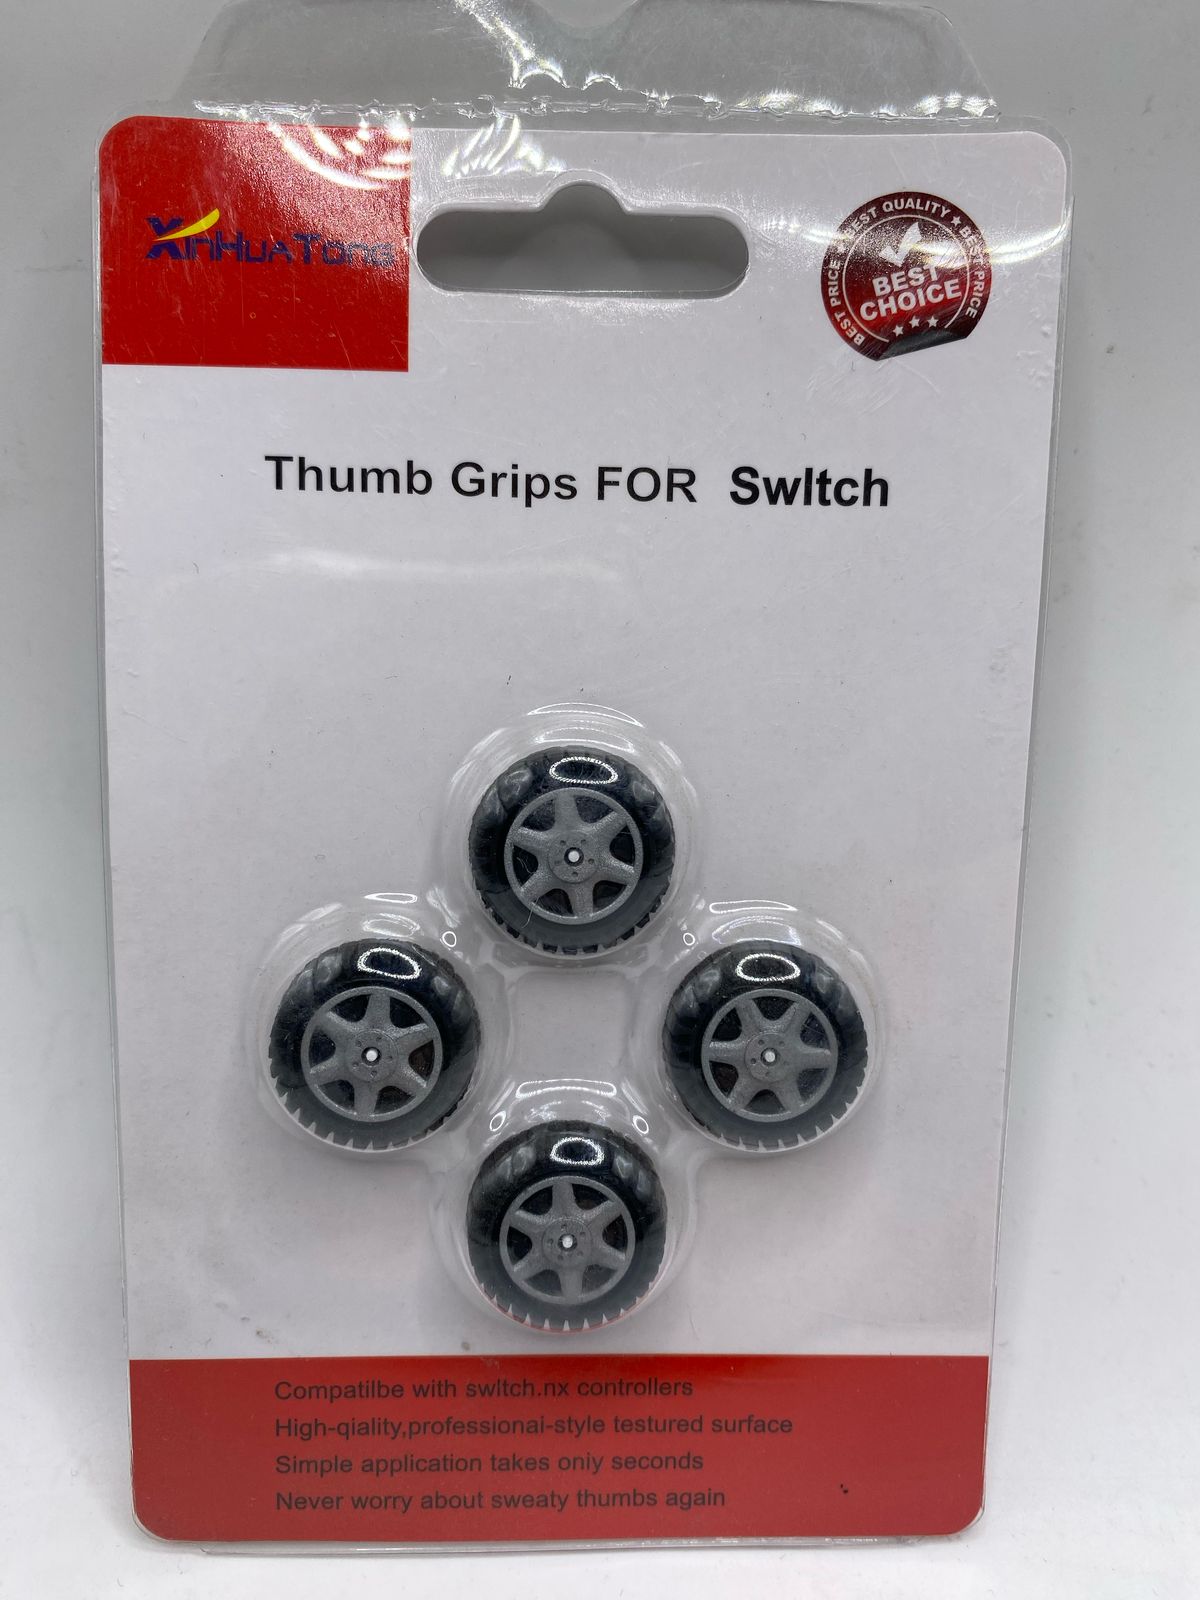 XinHuaTong
BEST PRICE ★ BEST QUALITY ★ BEST PRICE
BEST
CHOICE
Thumb Grips FOR Swltch
Compatilbe with swltch.nx controllers
High-qiality,professionai-style testured surface
Simple application takes oniy seconds
Never worry about sweaty thumbs again